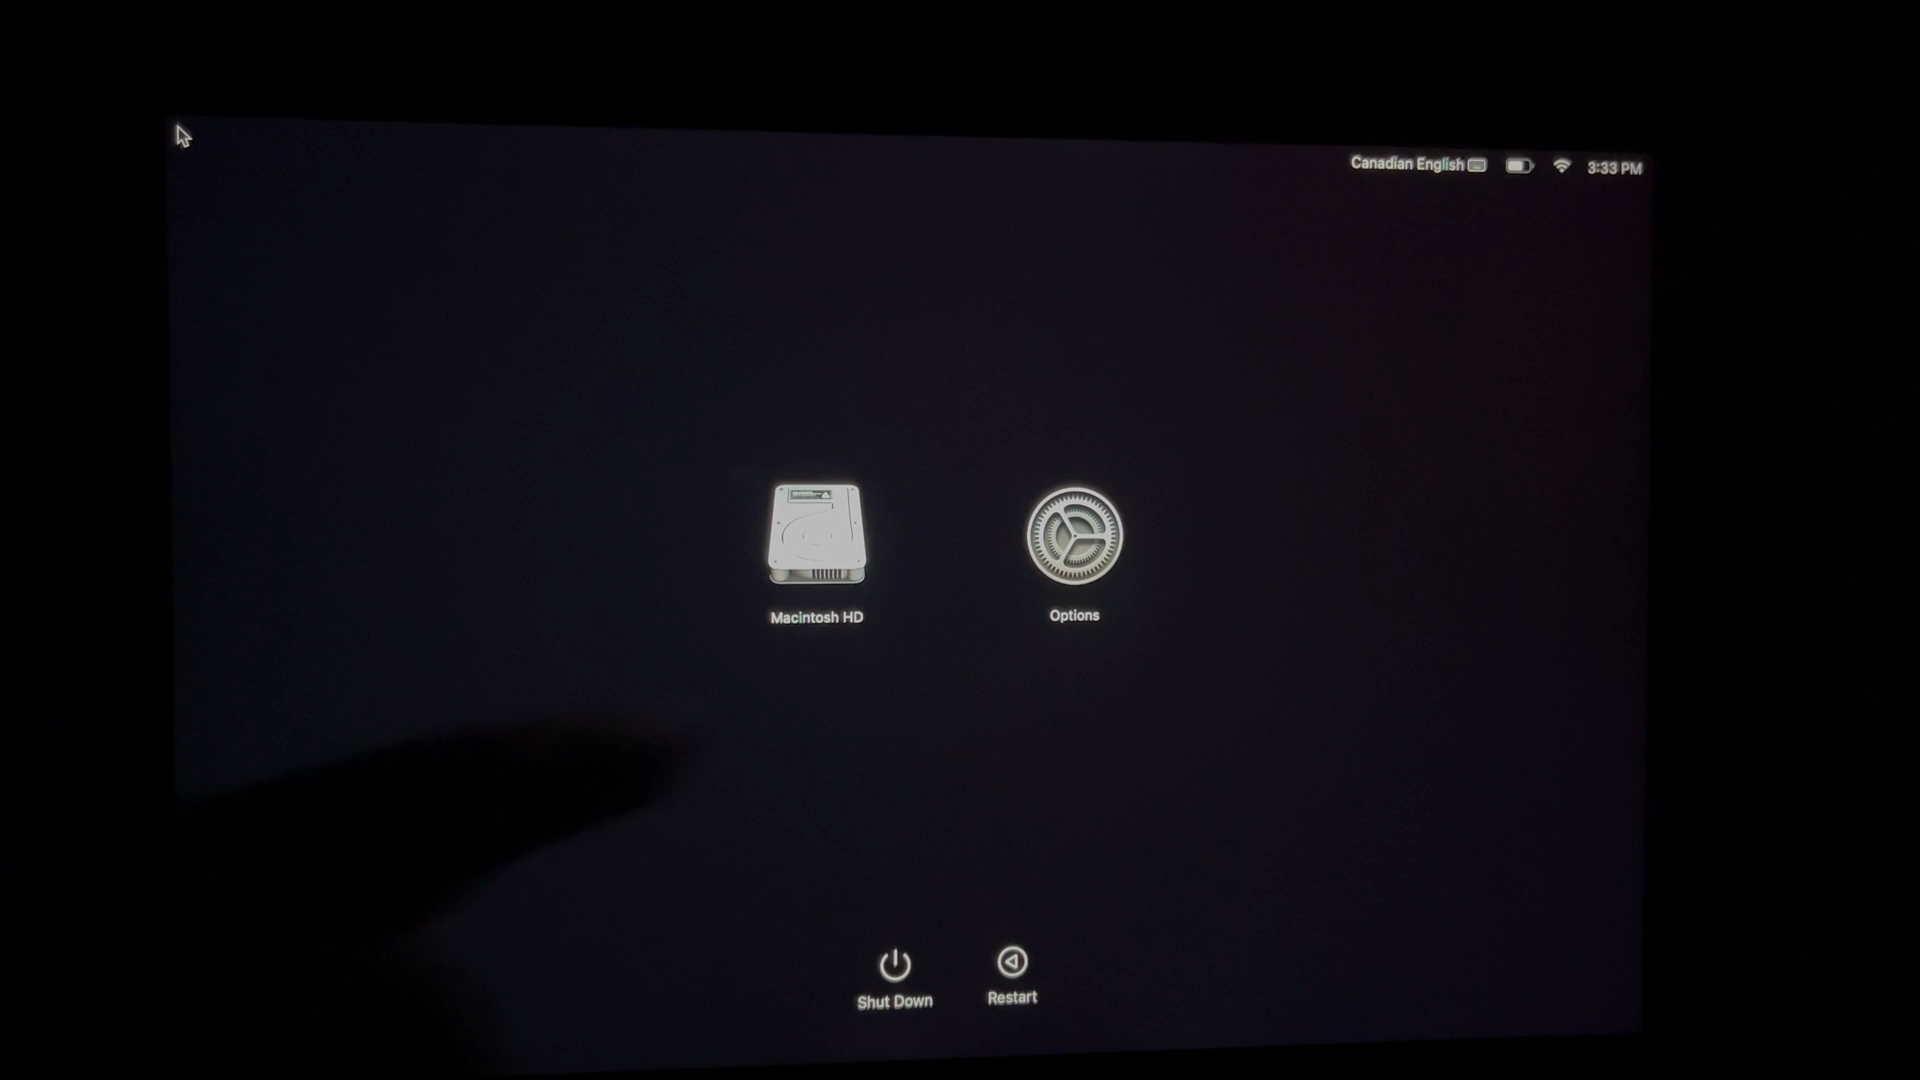 Canadian English
3:33 PM
Macintosh HD
Options
Shut Down
Restart